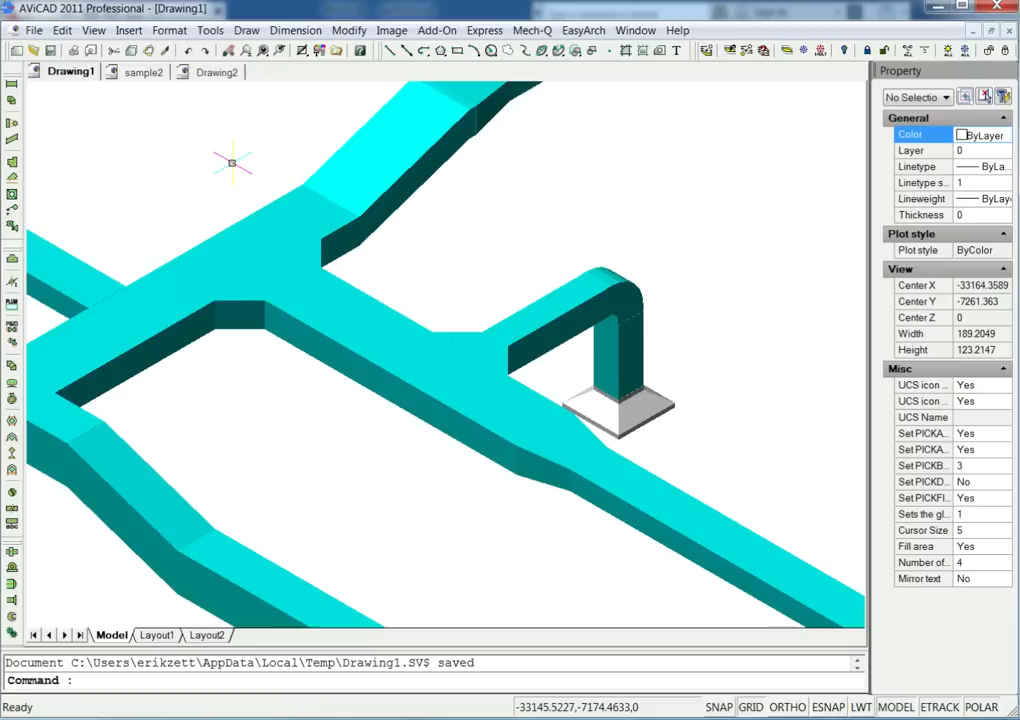 AViCAD 2011 Professional - [Drawing1]
File Edit View Insert Format Tools Draw Dimension Modify Image Add-On Express Mech-Q EasyArch Window Help
Drawing1 sample2 Drawing2
Property
No Selectio
General
Color ByLayer
Layer 0
Linetype ByLa...
Linetype s... 1
Lineweight ByLay
Thickness 0
Plot style
Plot style ByColor
View
Center X -33164.3589
Center Y -7261.363
Center Z 0
Width 189.2049
Height 123.2147
Misc
UCS icon ... Yes
UCS icon ... Yes
UCS Name
Set PICKA... Yes
Set PICKA... Yes
Set PICKB... 3
Set PICKD... No
Set PICKFI... Yes
Sets the gl... 1
Cursor Size 5
Fill area Yes
Number of... 4
Mirror text No
PLUM
P&ID
abc
Model Layout1 Layout2
Document C:\Users\erikzett\AppData\Local\Temp\Drawing1.SV$ saved
Command :
Ready -33145.5227,-7174.4633,0 SNAP GRID ORTHO ESNAP LWT MODEL ETRACK POLAR